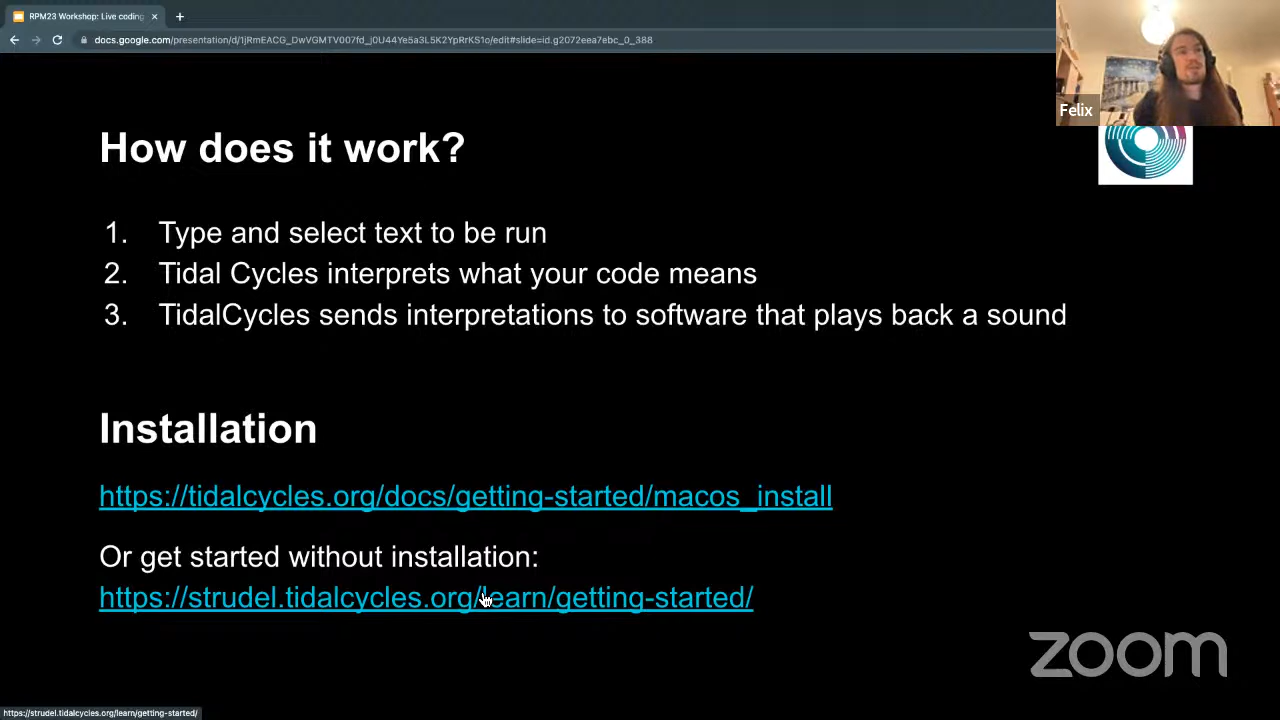 RPM23 Workshop: Live coding
docs.google.com/presentation/d/1jRmEACG_DwVGMTV007fd_j0U44Ye5a3L5K2YpRrKS1o/edit#slide=id.g2072eea7ebc_0_388
Felix
How does it work?
1. Type and select text to be run
2. Tidal Cycles interprets what your code means
3. TidalCycles sends interpretations to software that plays back a sound
Installation
https://tidalcycles.org/docs/getting-started/macos_install
Or get started without installation:
https://strudel.tidalcycles.org/learn/getting-started/
zoom
https://strudel.tidalcycles.org/learn/getting-started/